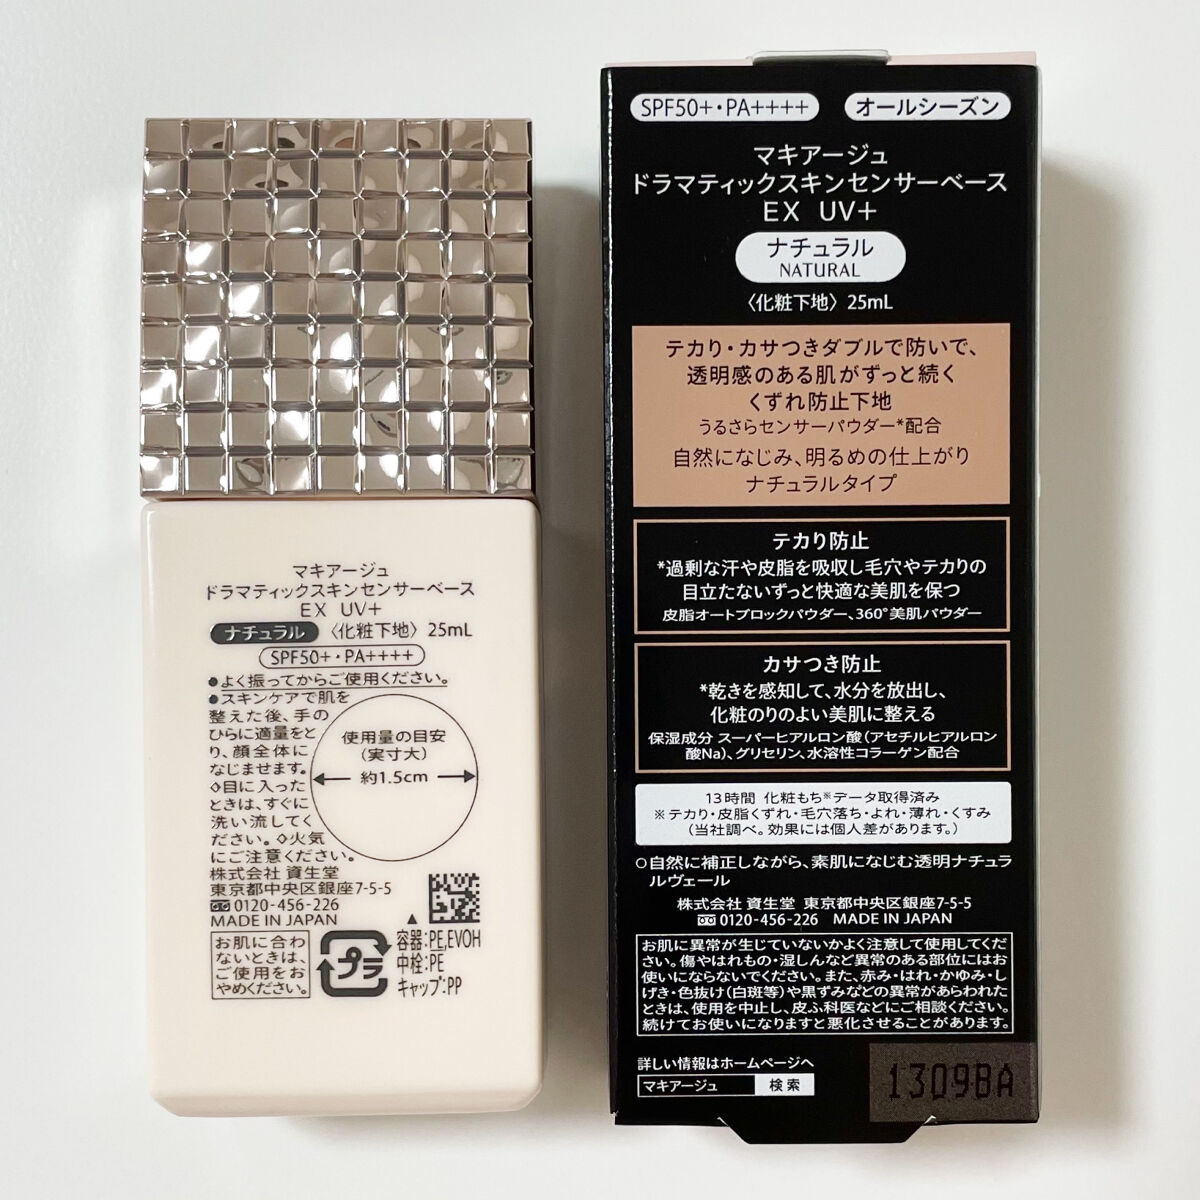 マキアージュ
ドラマティックスキンセンサーベース
EX UV+
ナチュラル 〈化粧下地〉 25mL
SPF50+・PA++++
●よく振ってからご使用ください。
●スキンケアで肌を
整えた後、手の
ひらに適量をと
り、顔全体に
なじませます。
◇目に入った
ときは、すぐに
洗い流してく
ださい。◇火気
にご注意ください。
使用量の目安
(実寸大)
約1.5cm
株式会社 資生堂
東京都中央区銀座7-5-5
0120-456-226
MADE IN JAPAN
お肌に合わ
ないときは、
ご使用をお
やめください。
プラ
容器:PE,EVOH
中栓:PE
キャップ:PP
SPF50+・PA++++ オールシーズン
マキアージュ
ドラマティックスキンセンサーベース
EX UV+
ナチュラル
NATURAL
〈化粧下地〉 25mL
テカり・カサつきダブルで防いで、
透明感のある肌がずっと続く
くずれ防止下地
うるさらセンサーパウダー*配合
自然になじみ、明るめの仕上がり
ナチュラルタイプ
テカり防止
*過剰な汗や皮脂を吸収し毛穴やテカりの
目立たないずっと快適な美肌を保つ
皮脂オートブロックパウダー、360°美肌パウダー
カサつき防止
*乾きを感知して、水分を放出し、
化粧のりのよい美肌に整える
保湿成分 スーパーヒアルロン酸(アセチルヒアルロン
酸Na)、グリセリン、水溶性コラーゲン配合
13時間 化粧もち※データ取得済み
※テカり・皮脂くずれ・毛穴落ち・よれ・薄れ・くすみ
(当社調べ。効果には個人差があります。)
○自然に補正しながら、素肌になじむ透明ナチュラ
ルヴェール
株式会社 資生堂 東京都中央区銀座7-5-5
0120-456-226 MADE IN JAPAN
お肌に異常が生じていないかよく注意して使用してくだ
さい。傷やはれもの・湿しんなど異常のある部位にはお
使いにならないでください。また、赤み・はれ・かゆみ・し
げき・色抜け(白斑等)や黒ずみなどの異常があらわれた
ときは、使用を中止し、皮ふ科医などにご相談ください。
続けてお使いになりますと悪化させることがあります。
詳しい情報はホームページへ
マキアージュ 検索
1309BA